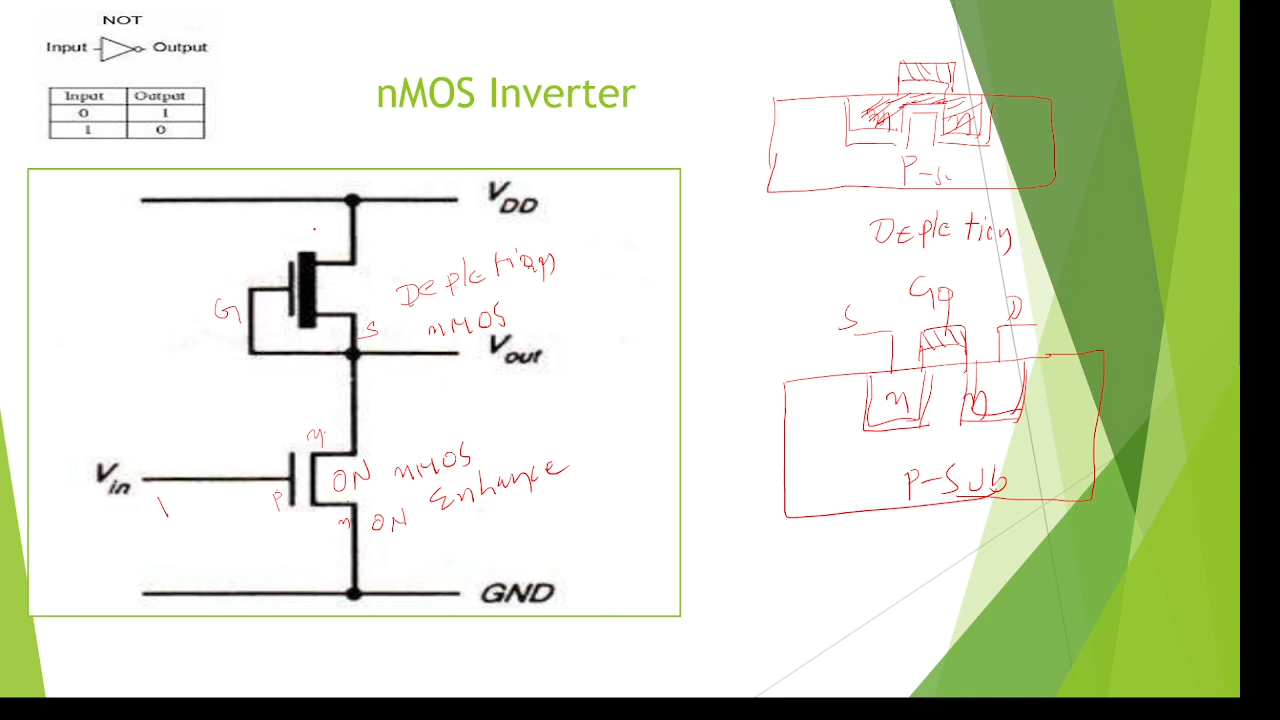 NOT
Input Output
Input Output
0 1
1 0
nMOS Inverter
VDD
G
S
Depletion
nMOS
Vout
Vin
1
P
n
n
ON nMOS
Enhance
ON
GND
n n
P-s
Depletion
S G D
n n
P-Sub